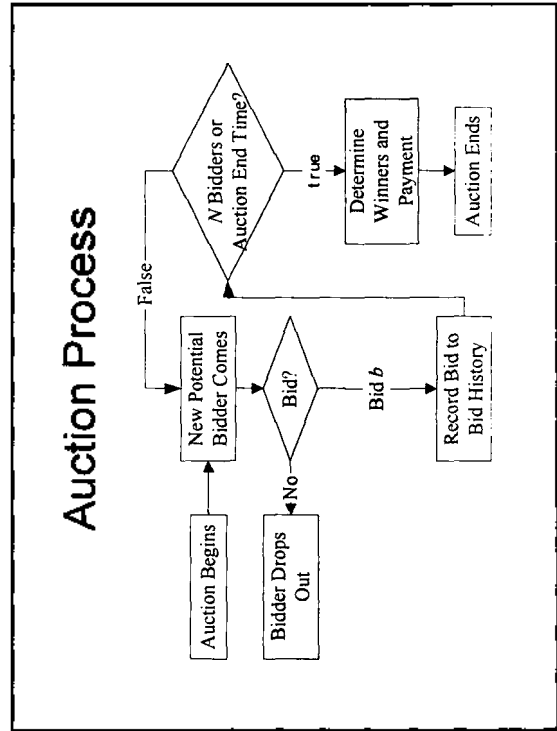 Auction Process
Auction Begins
New Potential
Bidder Comes
False
N Bidders or
Auction End Time?
Bid?
No
Bidder Drops
Out
Bid b
Record Bid to
Bid History
true
Determine
Winners and
Payment
Auction Ends